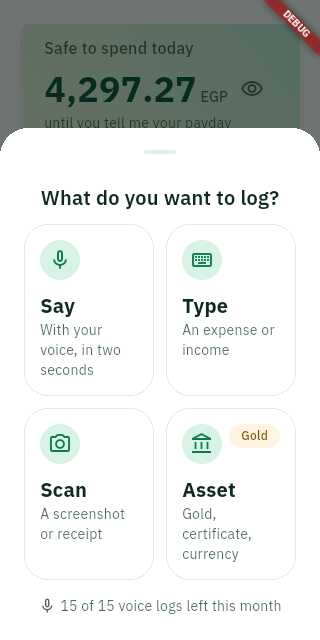 DEBUG
Safe to spend today
4,297.27 EGP
until you tell me your payday
What do you want to log?
Say
With your
voice, in two
seconds
Type
An expense or
income
Scan
A screenshot
or receipt
Gold
Asset
Gold,
certificate,
currency
15 of 15 voice logs left this month